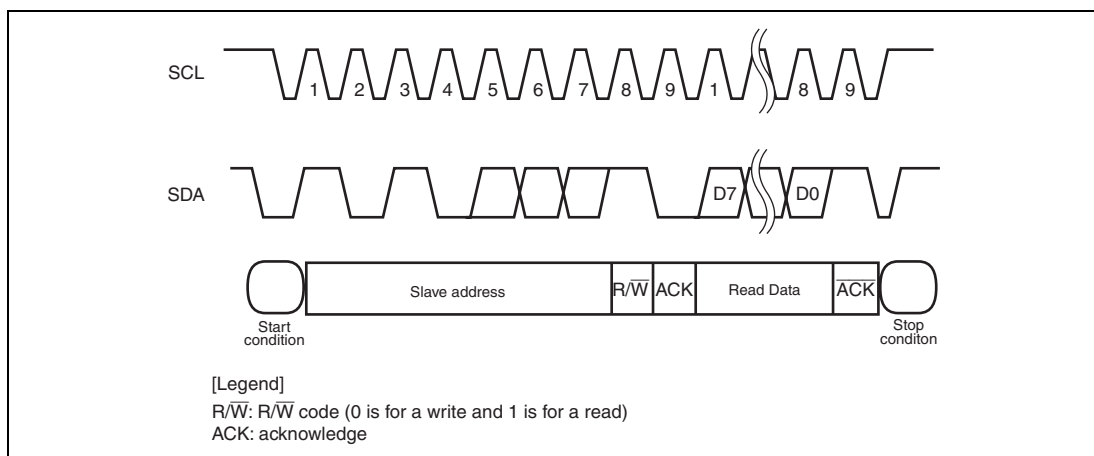 SCL
1 2 3 4 5 6 7 8 9 1 8 9
SDA
D7 D0
Slave address R/W̅ ACK Read Data A̅C̅K̅
Start
condition
Stop
conditon
[Legend]
R/W̅: R/W̅ code (0 is for a write and 1 is for a read)
ACK: acknowledge